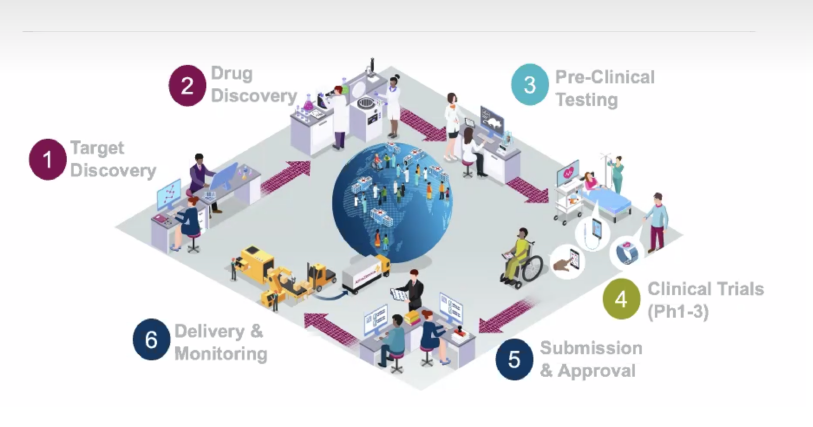 1
Target
Discovery
2
Drug
Discovery
3
Pre-Clinical
Testing
4
Clinical Trials
(Ph1-3)
5
Submission
& Approval
6
Delivery &
Monitoring